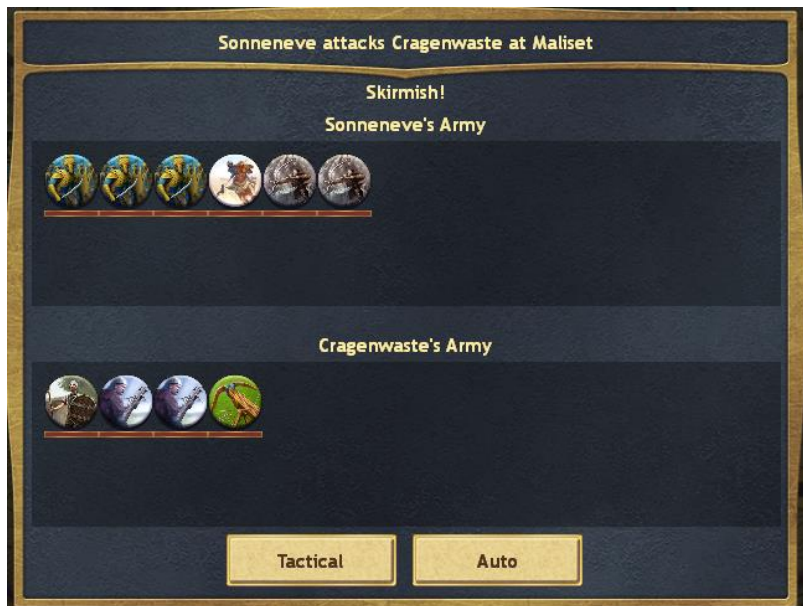 Sonneneve attacks Cragenwaste at Maliset
Skirmish!
Sonneneve's Army
Cragenwaste's Army
Tactical
Auto